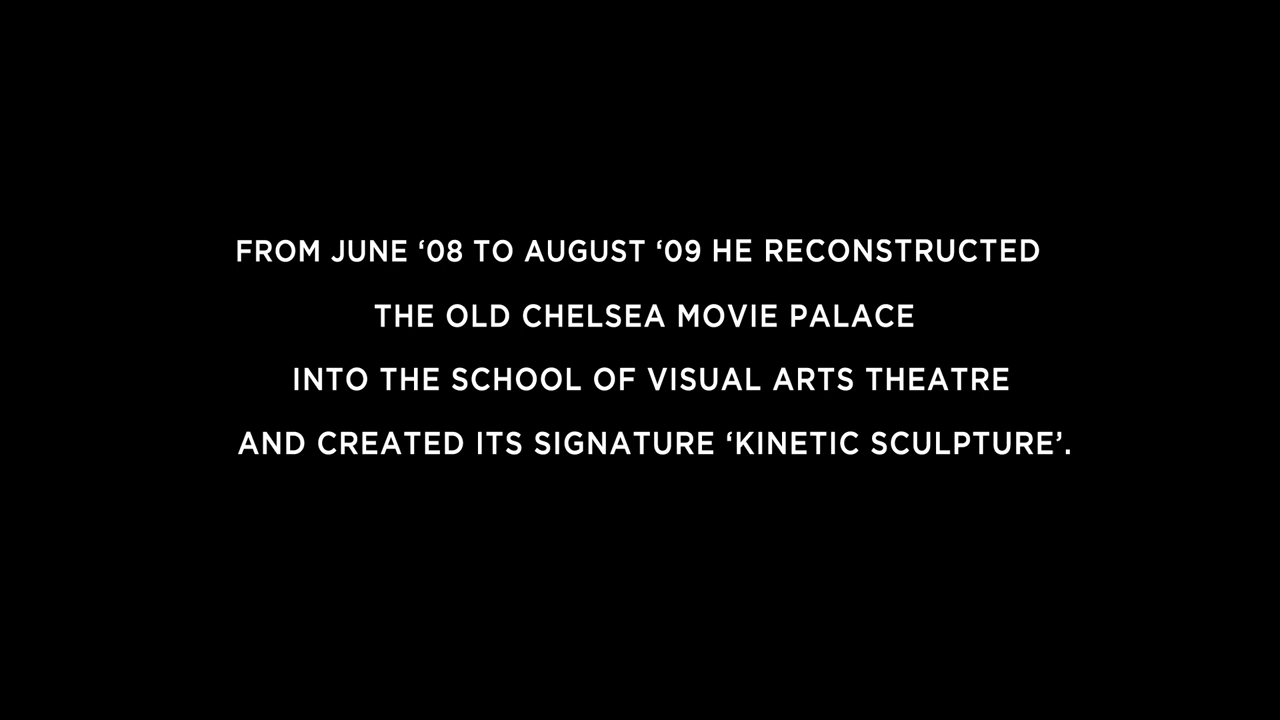 FROM JUNE ‘08 TO AUGUST ‘09 HE RECONSTRUCTED
THE OLD CHELSEA MOVIE PALACE
INTO THE SCHOOL OF VISUAL ARTS THEATRE
AND CREATED ITS SIGNATURE ‘KINETIC SCULPTURE’.